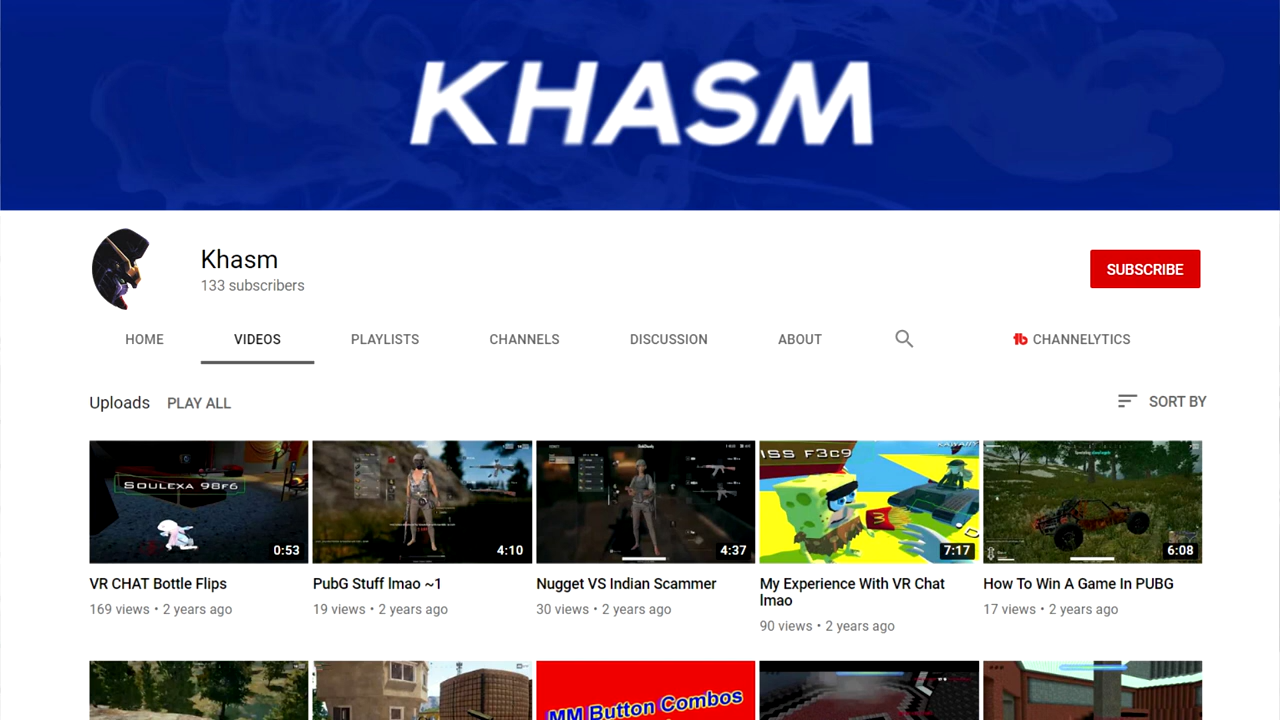 KHASM
Khasm
133 subscribers
SUBSCRIBE
HOME VIDEOS PLAYLISTS CHANNELS DISCUSSION ABOUT CHANNELYTICS
Uploads PLAY ALL SORT BY
SOULEXA 98F6
0:53
4:10
4:37
ISS F3C9
7:17
6:08
VR CHAT Bottle Flips
169 views • 2 years ago
PubG Stuff lmao ~1
19 views • 2 years ago
Nugget VS Indian Scammer
30 views • 2 years ago
My Experience With VR Chat
lmao
90 views • 2 years ago
How To Win A Game In PUBG
17 views • 2 years ago
MM Button Combos